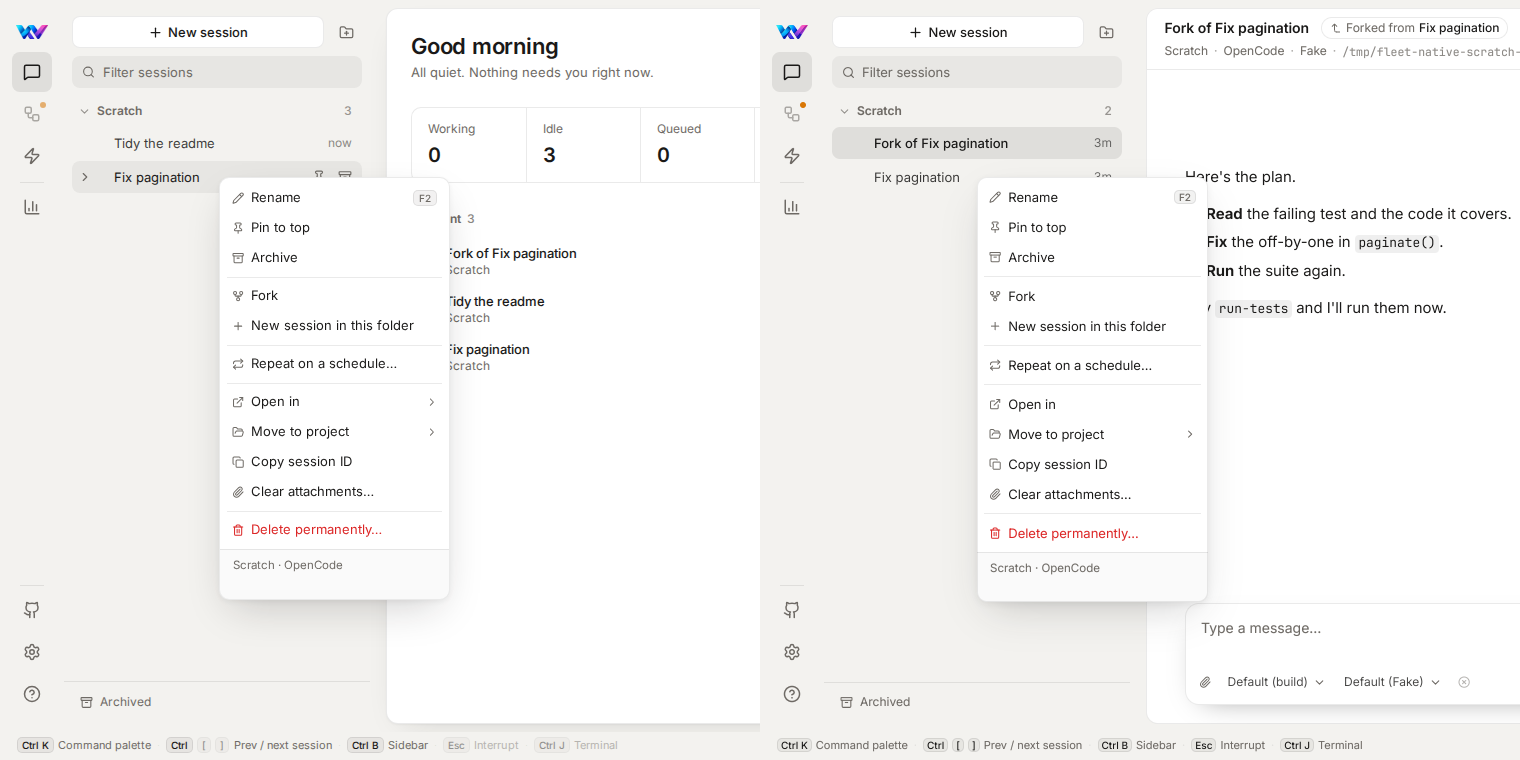 New session
Filter sessions
Scratch 3
Tidy the readme now
Fix pagination
Archived
Good morning
All quiet. Nothing needs you right now.
Working Idle Queued
0 3 0
nt 3
Fork of Fix pagination
Scratch
Tidy the readme
Scratch
Fix pagination
Scratch
Rename F2
Pin to top
Archive
Fork
New session in this folder
Repeat on a schedule...
Open in
Move to project
Copy session ID
Clear attachments...
Delete permanently...
Scratch · OpenCode
Ctrl K Command palette Ctrl [ ] Prev / next session Ctrl B Sidebar Esc Interrupt Ctrl J Terminal
New session
Filter sessions
Scratch 2
Fork of Fix pagination 3m
Fix pagination 3m
Archived
Fork of Fix pagination Forked from Fix pagination
Scratch · OpenCode · Fake · /tmp/fleet-native-scratch-
Here's the plan.
Read the failing test and the code it covers.
Fix the off-by-one in paginate().
Run the suite again.
run-tests and I'll run them now.
Rename F2
Pin to top
Archive
Fork
New session in this folder
Repeat on a schedule...
Open in
Move to project
Copy session ID
Clear attachments...
Delete permanently...
Scratch · OpenCode
Type a message...
Default (build) Default (Fake)
Ctrl K Command palette Ctrl [ ] Prev / next session Ctrl B Sidebar Esc Interrupt Ctrl J Terminal